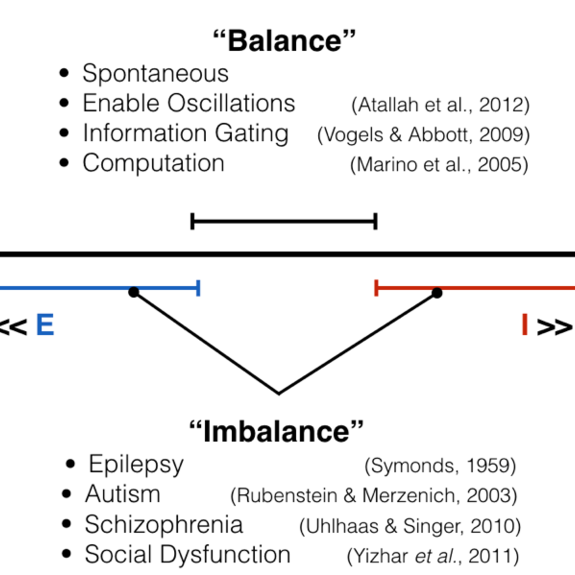 “Balance”
• Spontaneous
• Enable Oscillations (Atallah et al., 2012)
• Information Gating (Vogels & Abbott, 2009)
• Computation (Marino et al., 2005)
<< E I >>
“Imbalance”
• Epilepsy (Symonds, 1959)
• Autism (Rubenstein & Merzenich, 2003)
• Schizophrenia (Uhlhaas & Singer, 2010)
• Social Dysfunction (Yizhar et al., 2011)